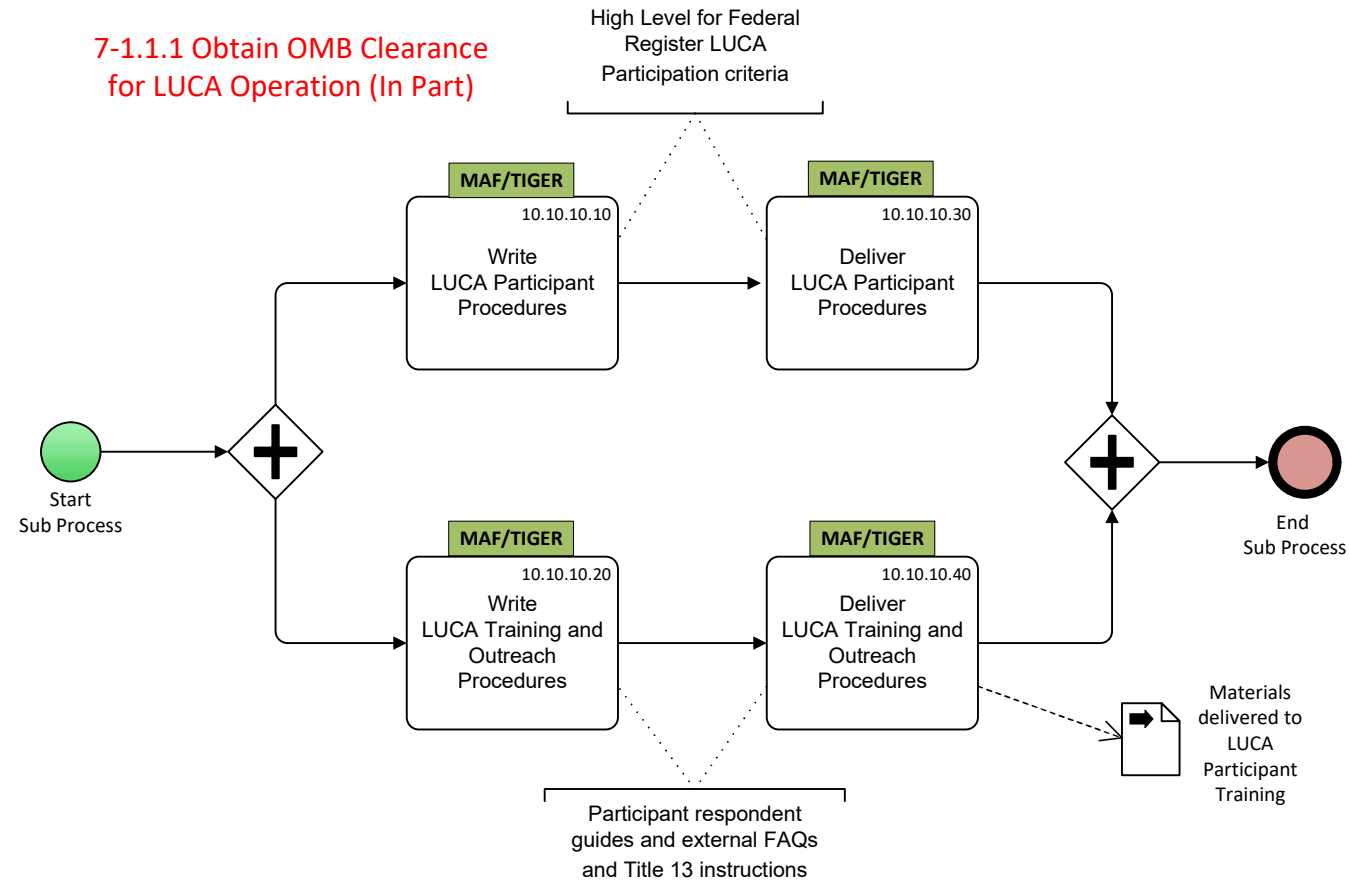 7-1.1.1 Obtain OMB Clearance
for LUCA Operation (In Part)
High Level for Federal
Register LUCA
Participation criteria
MAF/TIGER
10.10.10.10
Write
LUCA Participant
Procedures
MAF/TIGER
10.10.10.30
Deliver
LUCA Participant
Procedures
Start
Sub Process
End
Sub Process
MAF/TIGER
10.10.10.20
Write
LUCA Training and
Outreach
Procedures
MAF/TIGER
10.10.10.40
Deliver
LUCA Training and
Outreach
Procedures
Materials
delivered to
LUCA
Participant
Training
Participant respondent
guides and external FAQs
and Title 13 instructions